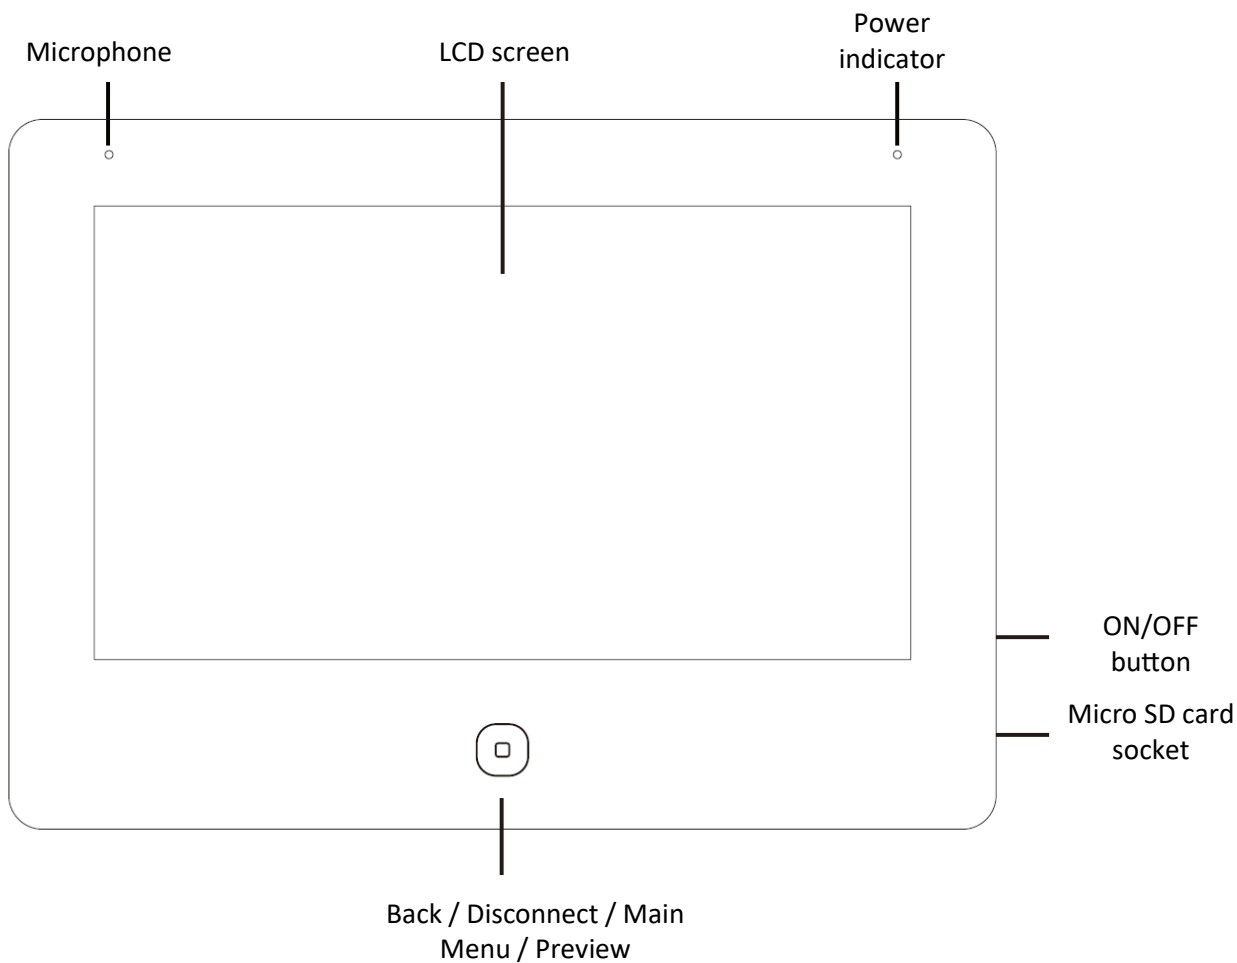 Microphone
LCD screen
Power
indicator
ON/OFF
button
Micro SD card
socket
Back / Disconnect / Main
Menu / Preview